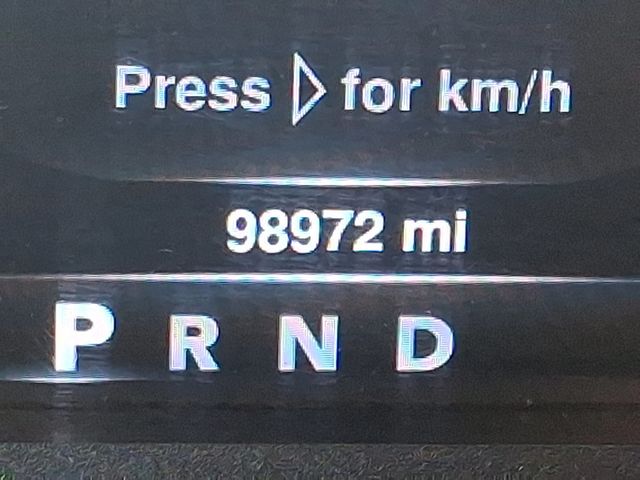 Press ▷ for km/h
98972 mi
P R N D